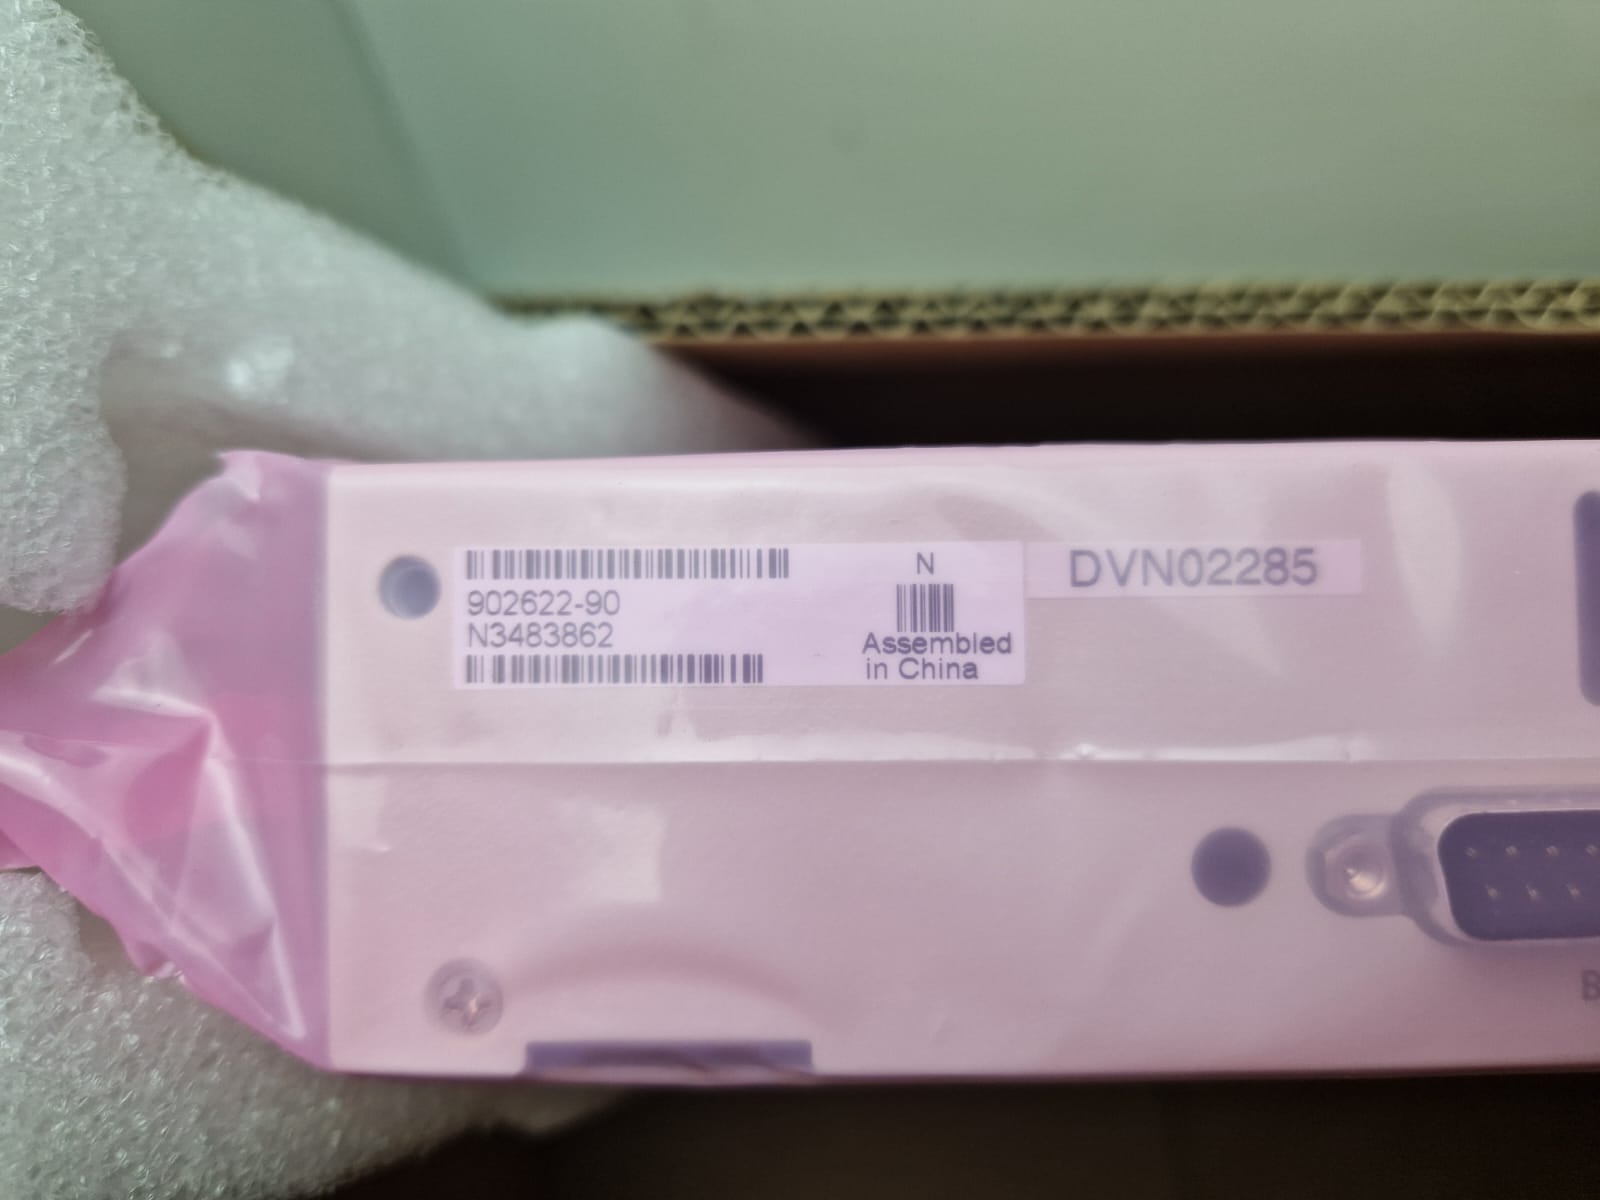 902622-90
N3483862
N
Assembled
in China
DVN02285
B